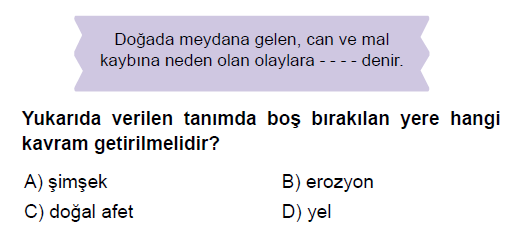 Doğada meydana gelen, can ve mal
kaybına neden olan olaylara - - - - denir.
Yukarıda verilen tanımda boş bırakılan yere hangi
kavram getirilmelidir?
A) şimşek B) erozyon
C) doğal afet D) yel